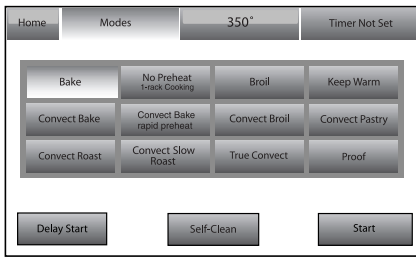 Home Modes 350° Timer Not Set
Bake No Preheat Broil Keep Warm
1-rack Cooking
Convect Bake Convect Bake Convect Broil Convect Pastry
rapid preheat
Convect Roast Convect Slow True Convect Proof
Roast
Delay Start Self-Clean Start